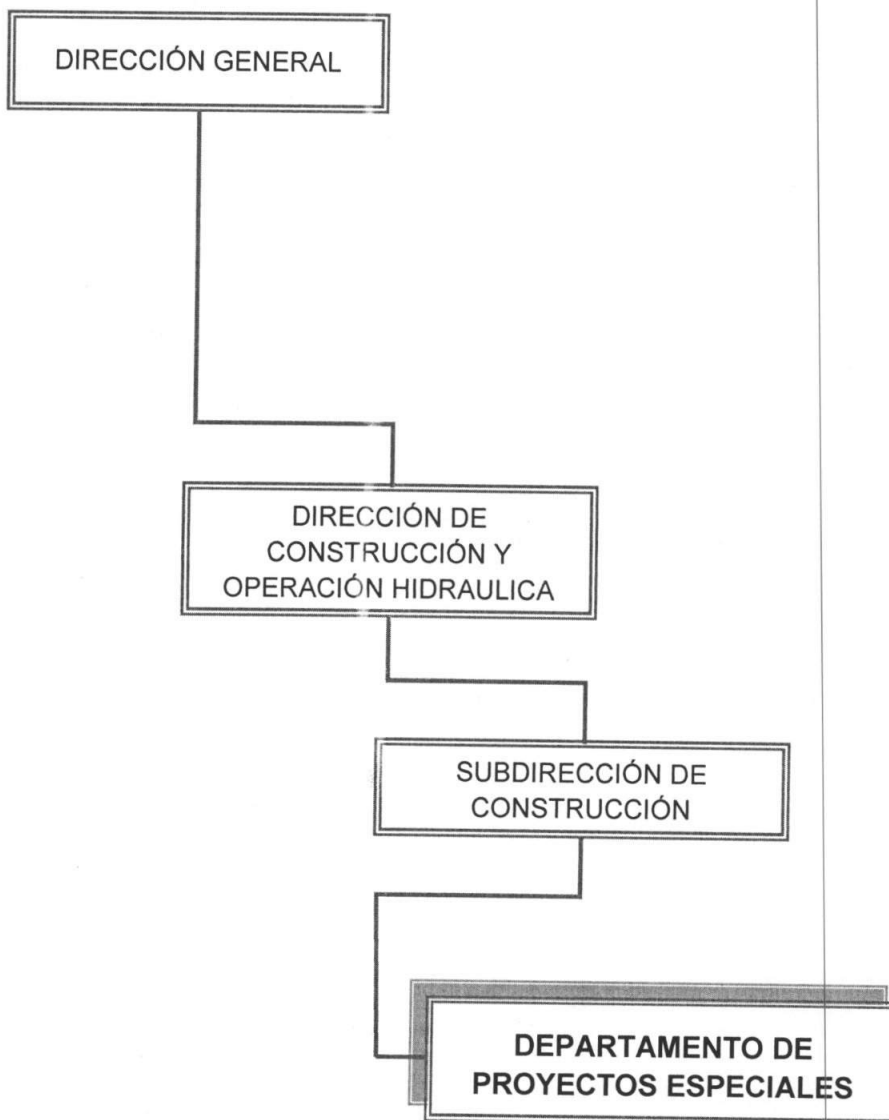 DIRECCIÓN GENERAL
DIRECCIÓN DE
CONSTRUCCIÓN Y
OPERACIÓN HIDRAULICA
SUBDIRECCIÓN DE
CONSTRUCCIÓN
DEPARTAMENTO DE
PROYECTOS ESPECIALES